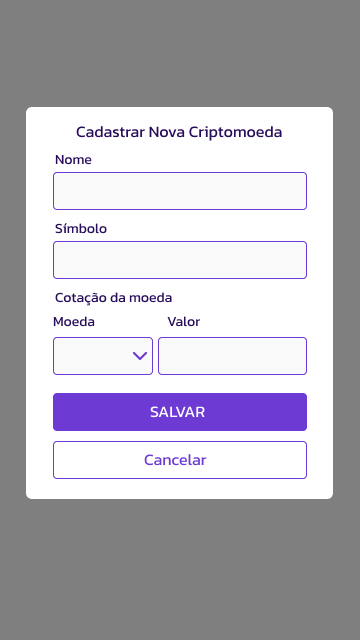 Cadastrar Nova Criptomoeda
Nome
Símbolo
Cotação da moeda
Moeda Valor
SALVAR
Cancelar